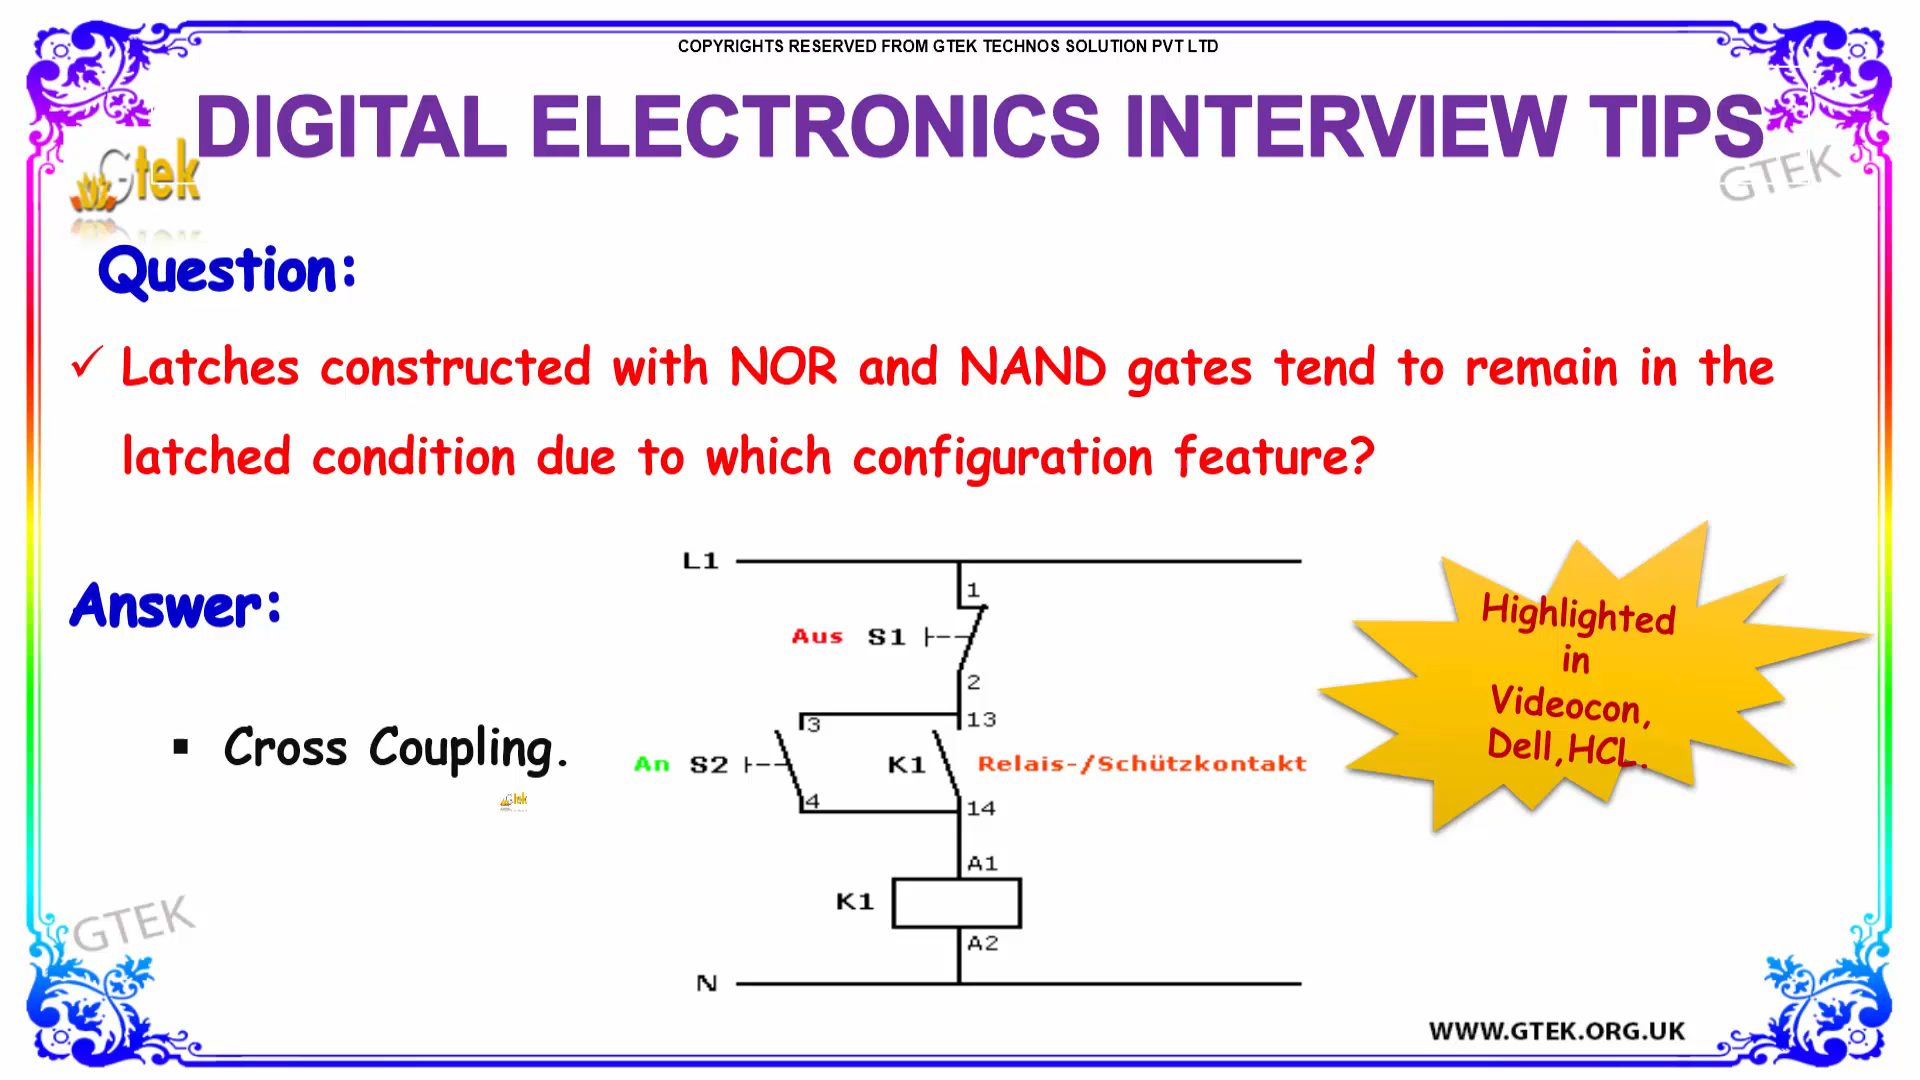 COPYRIGHTS RESERVED FROM GTEK TECHNOS SOLUTION PVT LTD
DIGITAL ELECTRONICS INTERVIEW TIPS
Gtek
GTEK
Question:
✓ Latches constructed with NOR and NAND gates tend to remain in the
latched condition due to which configuration feature?
Answer:
▪ Cross Coupling.
Gtek
L1
1
Aus S1
2
3 13
An S2 K1 Relais-/Schützkontakt
4 14
A1
K1
A2
N
Highlighted
in
Videocon,
Dell,HCL.
GTEK
WWW.GTEK.ORG.UK